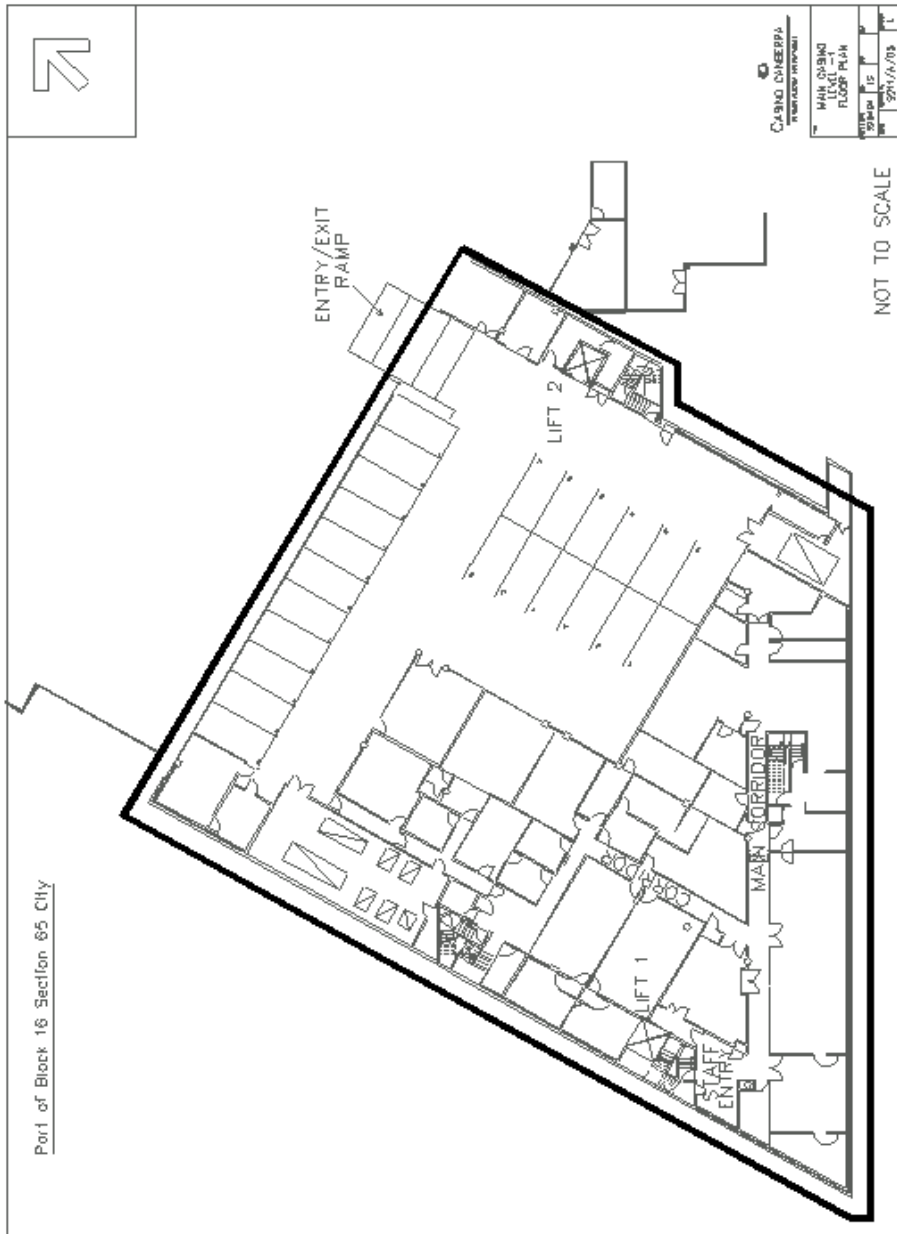 Part of Block 16 Section 65 City
ENTRY/EXIT
RAMP
LIFT 2
LIFT 1
STAFF
ENTRY
MAIN CORRIDOR
CASINO CANBERRA
MAIN CASINO
LEVEL -1
FLOOR PLAN
NOT TO SCALE